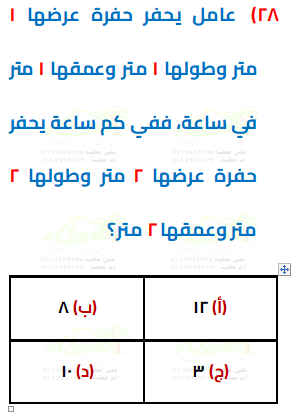 ٢٨) عامل يحفر حفرة عرضها ١
متر وطولها ١ متر وعمقها ١ متر
في ساعة، ففي كم ساعة يحفر
حفرة عرضها ٢ متر وطولها ٢
متر وعمقها ٢ متر؟
(أ) ١٢ (ب) ٨
(ج) ٣ (د) ١٠